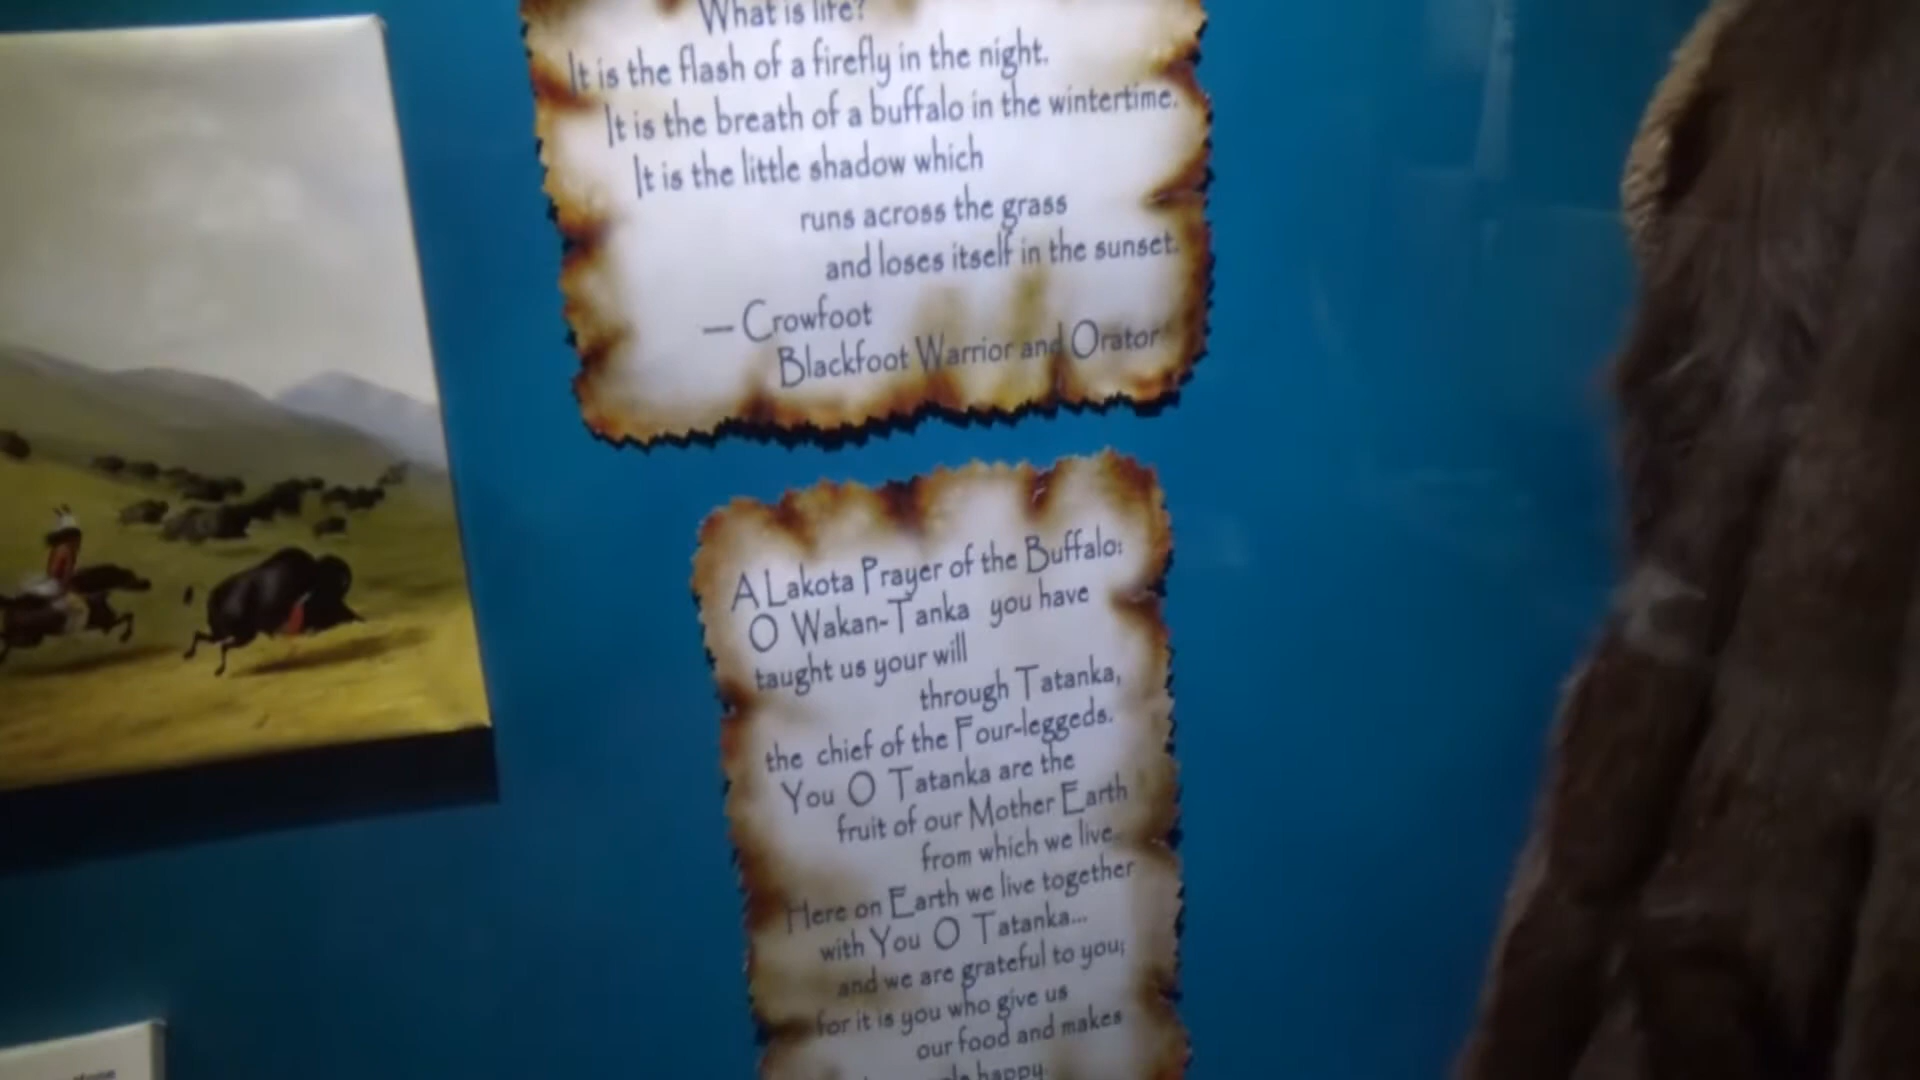 What is life?
It is the flash of a firefly in the night.
It is the breath of a buffalo in the wintertime.
It is the little shadow which
runs across the grass
and loses itself in the sunset.
— Crowfoot
Blackfoot Warrior and Orator
A Lakota Prayer of the Buffalo:
O Wakan-Tanka you have
taught us your will
through Tatanka,
the chief of the Four-leggeds.
You O Tatanka are the
fruit of our Mother Earth
from which we live
Here on Earth we live together
with You O Tatanka...
and we are grateful to you;
for it is you who give us
our food and makes
happy.